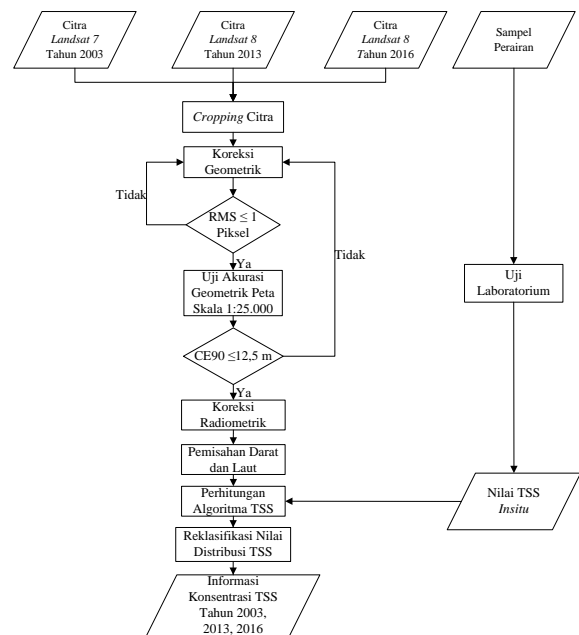 Citra
Landsat 7
Tahun 2003
Citra
Landsat 8
Tahun 2013
Citra
Landsat 8
Tahun 2016
Sampel
Perairan
Cropping Citra
Koreksi
Geometrik
Tidak
RMS ≤ 1
Piksel
Tidak
Ya
Uji Akurasi
Geometrik Peta
Skala 1:25.000
Uji
Laboratorium
CE90 ≤12,5 m
Ya
Koreksi
Radiometrik
Pemisahan Darat
dan Laut
Perhitungan
Algoritma TSS
Nilai TSS
Insitu
Reklasifikasi Nilai
Distribusi TSS
Informasi
Konsentrasi TSS
Tahun 2003,
2013, 2016